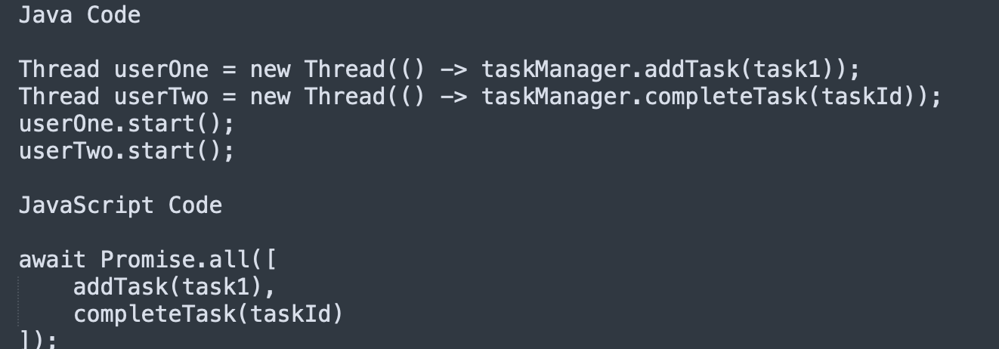 Java Code
Thread userOne = new Thread(() -> taskManager.addTask(task1));
Thread userTwo = new Thread(() -> taskManager.completeTask(taskId));
userOne.start();
userTwo.start();
JavaScript Code
await Promise.all([
    addTask(task1),
    completeTask(taskId)
]);